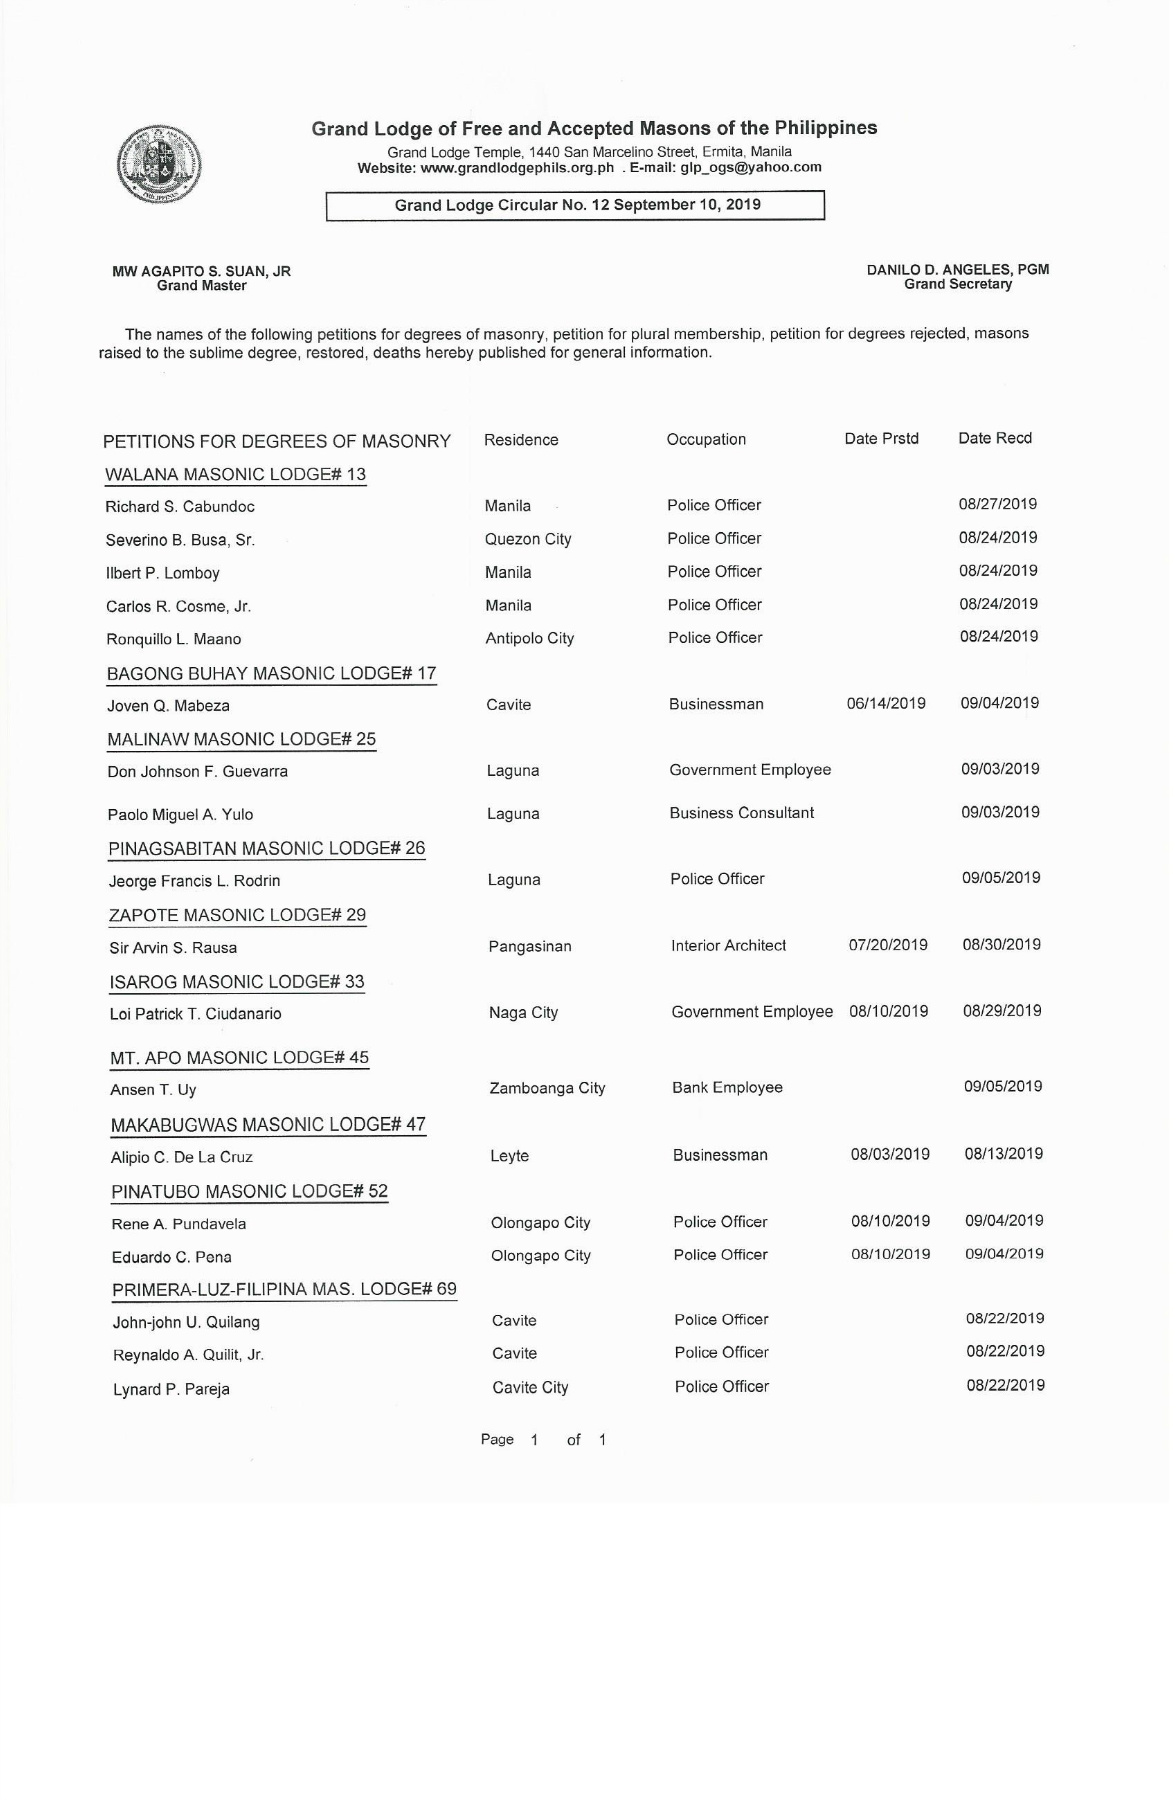 Grand Lodge of Free and Accepted Masons of the Philippines
Grand Lodge Temple, 1440 San Marcelino Street, Ermita, Manila
Website: www.grandlodgephils.org.ph . E-mail: glp_ogs@yahoo.com
Grand Lodge Circular No. 12 September 10, 2019
PHILIPPINES
MW AGAPITO S. SUAN, JR
Grand Master
DANILO D. ANGELES, PGM
Grand Secretary
The names of the following petitions for degrees of masonry, petition for plural membership, petition for degrees rejected, masons
raised to the sublime degree, restored, deaths hereby published for general information.
PETITIONS FOR DEGREES OF MASONRY Residence Occupation Date Prstd Date Recd
WALANA MASONIC LODGE# 13
Richard S. Cabundoc Manila Police Officer 08/27/2019
Severino B. Busa, Sr. Quezon City Police Officer 08/24/2019
Ilbert P. Lomboy Manila Police Officer 08/24/2019
Carlos R. Cosme, Jr. Manila Police Officer 08/24/2019
Ronquillo L. Maano Antipolo City Police Officer 08/24/2019
BAGONG BUHAY MASONIC LODGE# 17
Joven Q. Mabeza Cavite Businessman 06/14/2019 09/04/2019
MALINAW MASONIC LODGE# 25
Don Johnson F. Guevarra Laguna Government Employee 09/03/2019
Paolo Miguel A. Yulo Laguna Business Consultant 09/03/2019
PINAGSABITAN MASONIC LODGE# 26
Jeorge Francis L. Rodrin Laguna Police Officer 09/05/2019
ZAPOTE MASONIC LODGE# 29
Sir Arvin S. Rausa Pangasinan Interior Architect 07/20/2019 08/30/2019
ISAROG MASONIC LODGE# 33
Loi Patrick T. Ciudanario Naga City Government Employee 08/10/2019 08/29/2019
MT. APO MASONIC LODGE# 45
Ansen T. Uy Zamboanga City Bank Employee 09/05/2019
MAKABUGWAS MASONIC LODGE# 47
Alipio C. De La Cruz Leyte Businessman 08/03/2019 08/13/2019
PINATUBO MASONIC LODGE# 52
Rene A. Pundavela Olongapo City Police Officer 08/10/2019 09/04/2019
Eduardo C. Pena Olongapo City Police Officer 08/10/2019 09/04/2019
PRIMERA-LUZ-FILIPINA MAS. LODGE# 69
John-john U. Quilang Cavite Police Officer 08/22/2019
Reynaldo A. Quilit, Jr. Cavite Police Officer 08/22/2019
Lynard P. Pareja Cavite City Police Officer 08/22/2019
Page 1 of 1